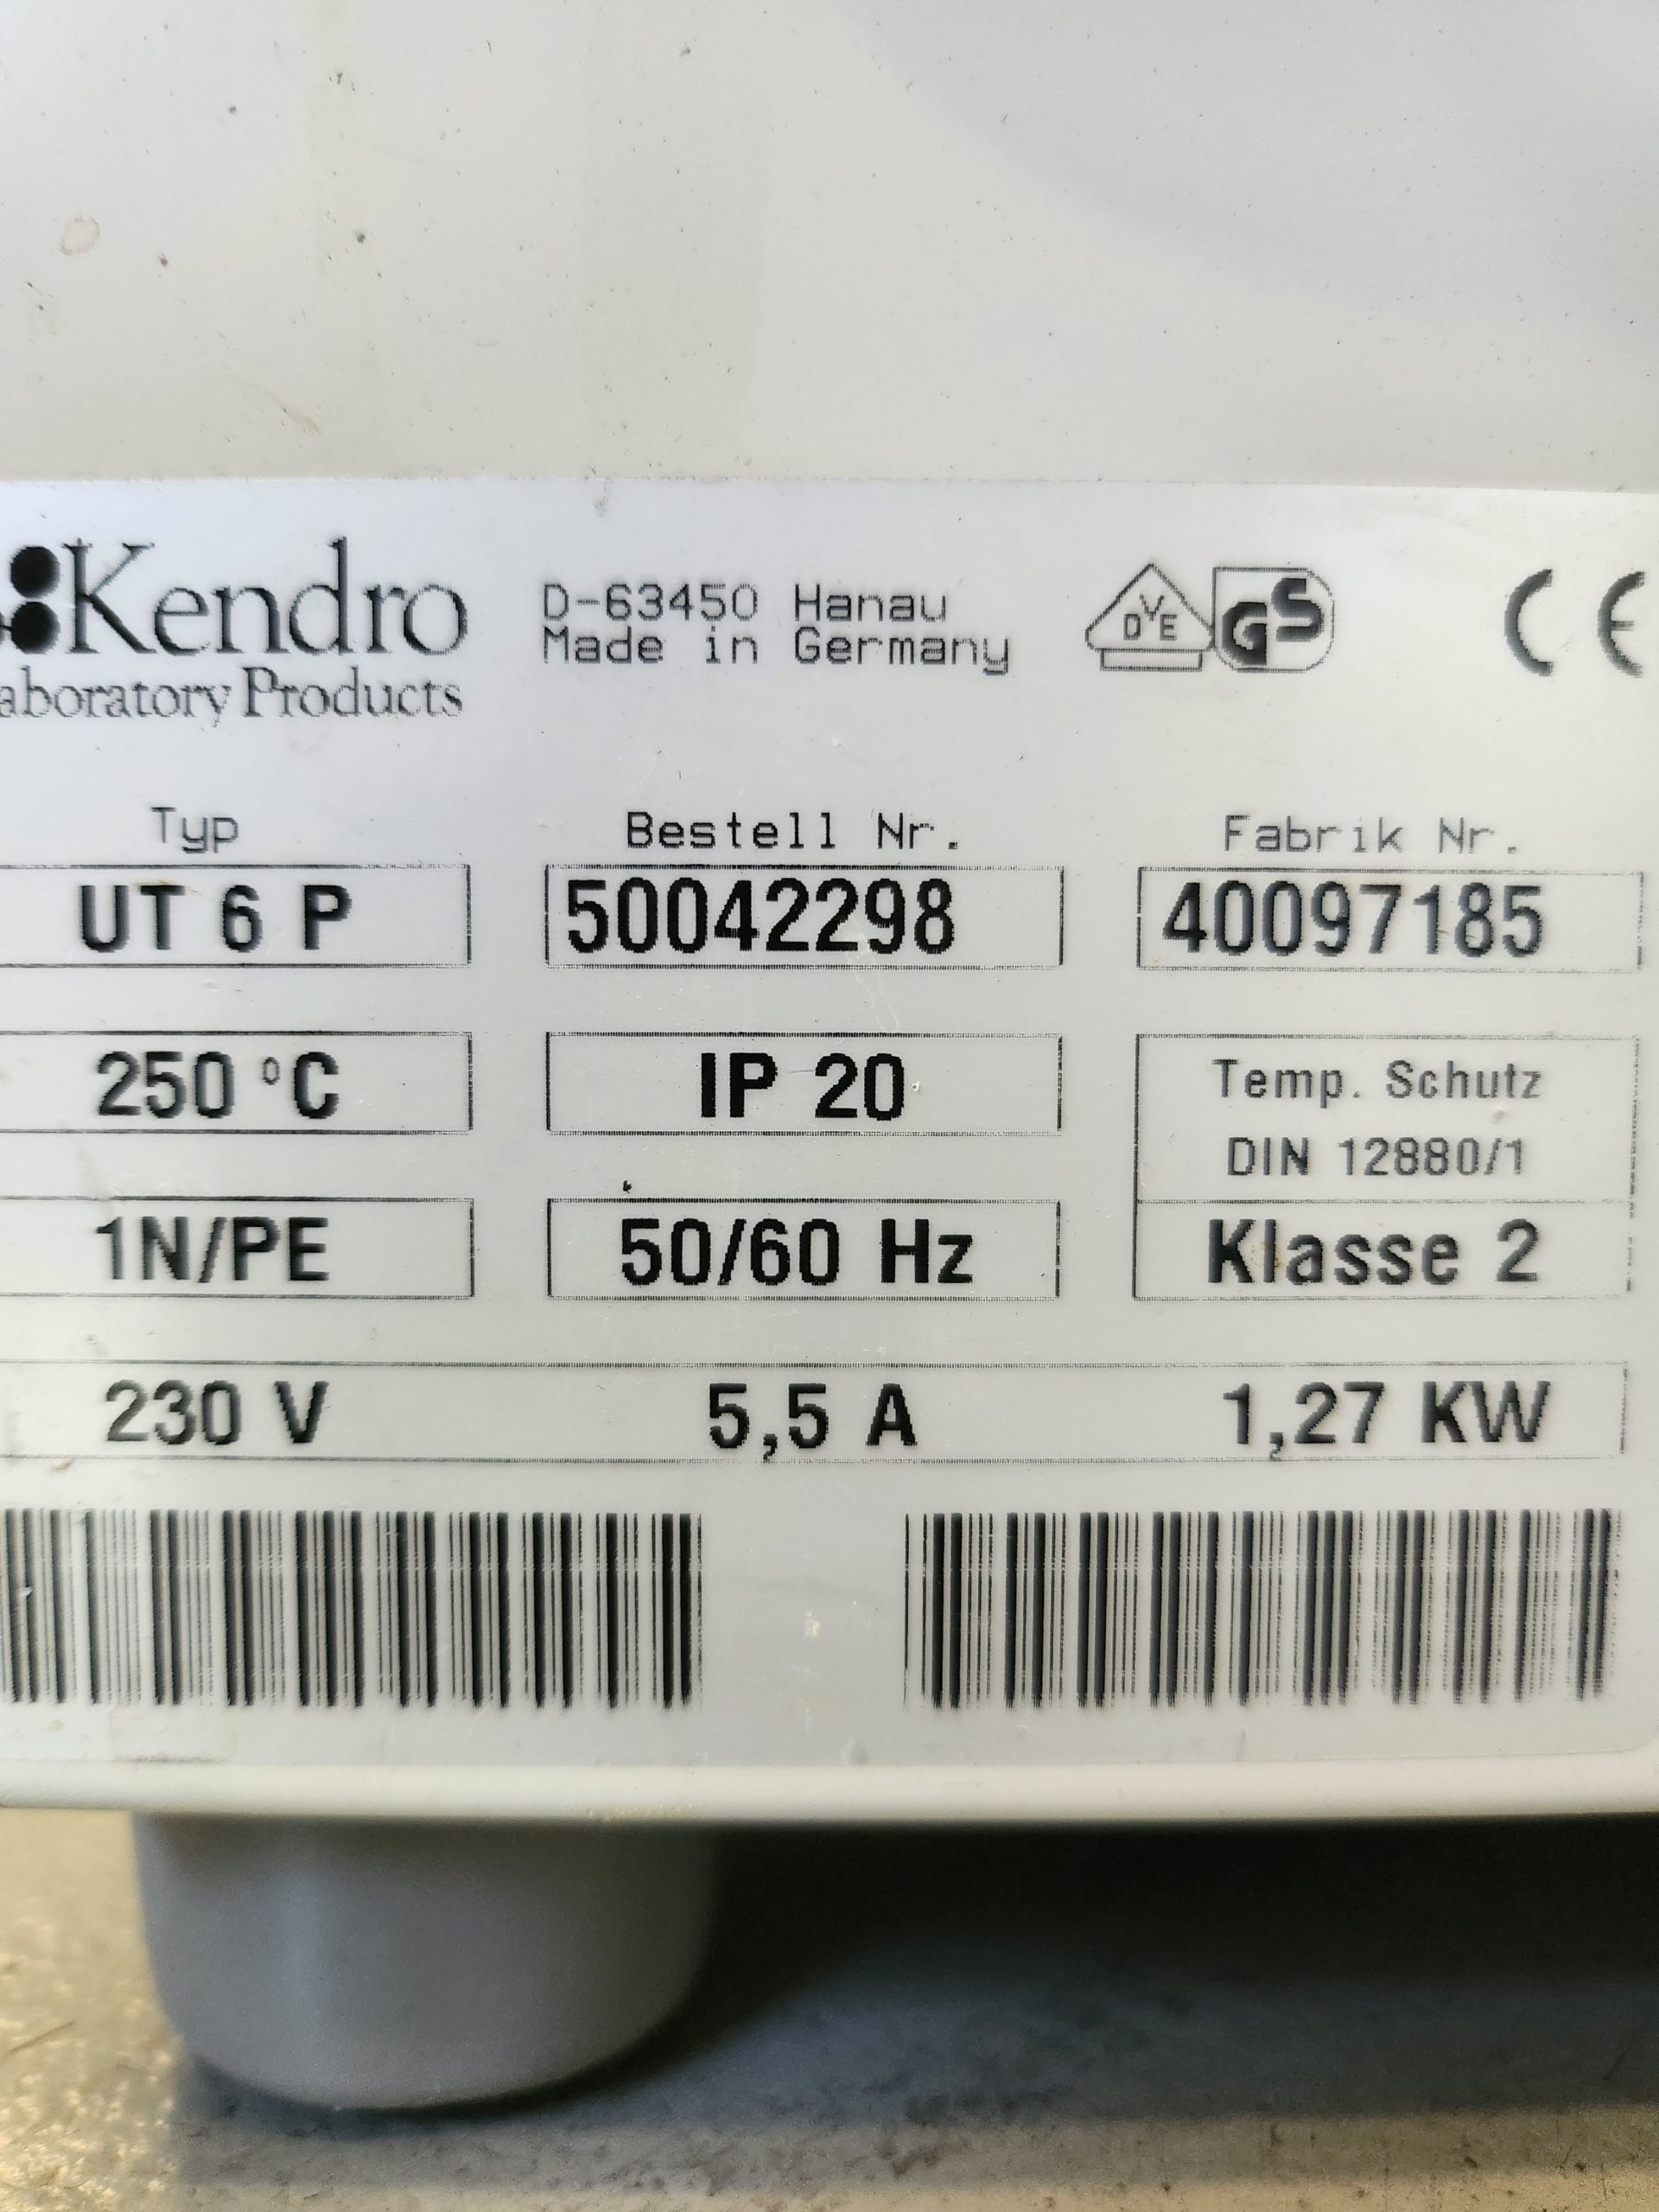 Kendro
aboratory Products
D-63450 Hanau
Made in Germany
DVE
GS
CE
Typ
Bestell Nr.
Fabrik Nr.
UT 6 P
50042298
40097185
250 °C
IP 20
Temp. Schutz
DIN 12880/1
1N/PE
50/60 Hz
Klasse 2
230 V
5,5 A
1,27 KW